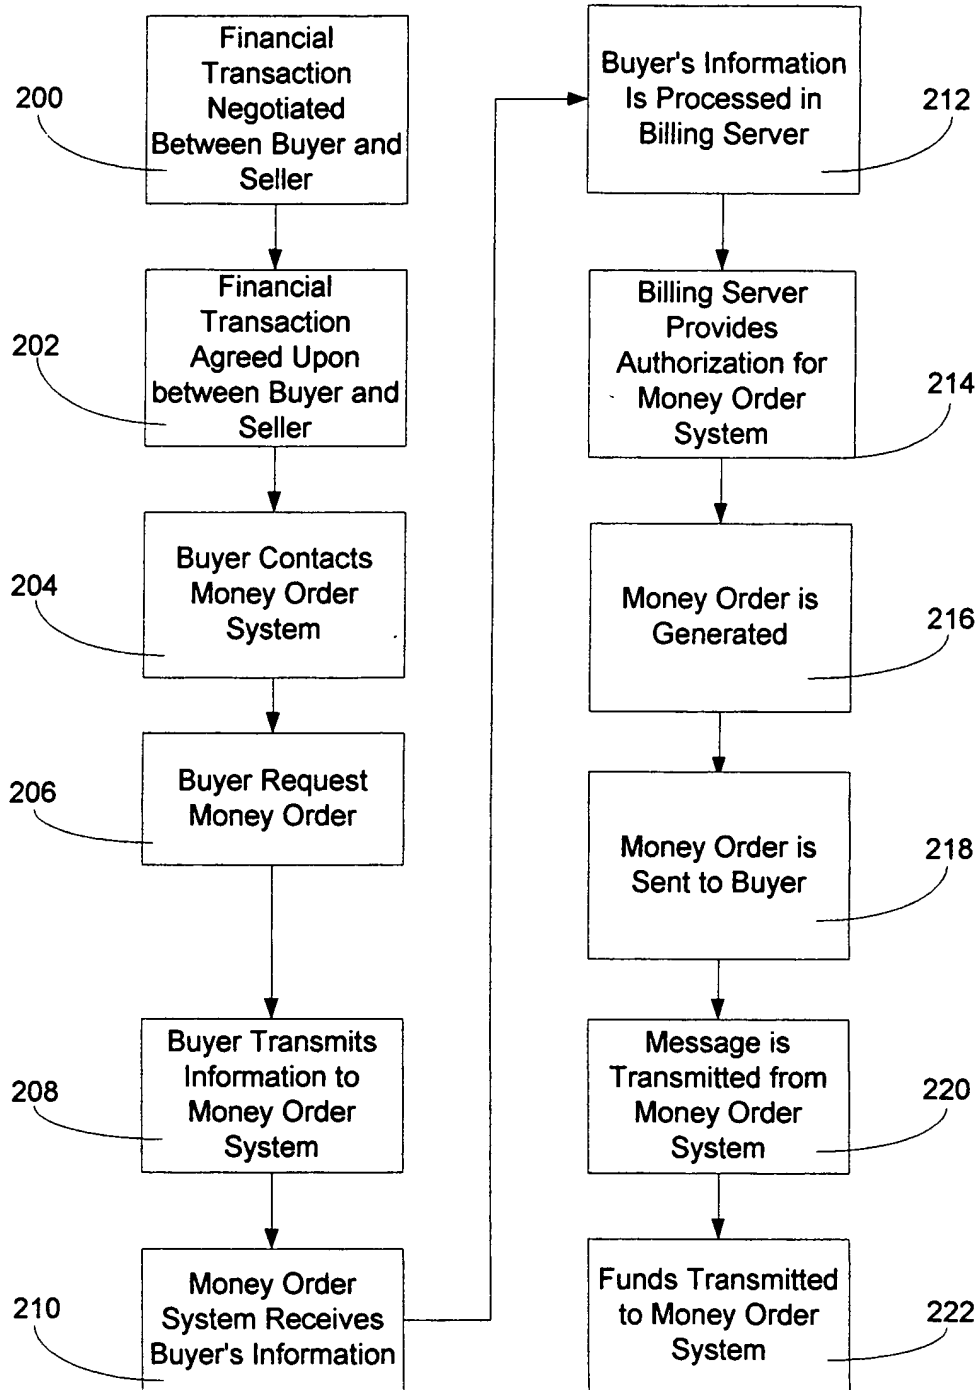 200
Financial
Transaction
Negotiated
Between Buyer and
Seller
202
Financial
Transaction
Agreed Upon
between Buyer and
Seller
204
Buyer Contacts
Money Order
System
206
Buyer Request
Money Order
208
Buyer Transmits
Information to
Money Order
System
210
Money Order
System Receives
Buyer's Information
Buyer's Information
Is Processed in
Billing Server
212
Billing Server
Provides
Authorization for
Money Order
System
214
Money Order is
Generated
216
Money Order is
Sent to Buyer
218
Message is
Transmitted from
Money Order
System
220
Funds Transmitted
to Money Order
System
222